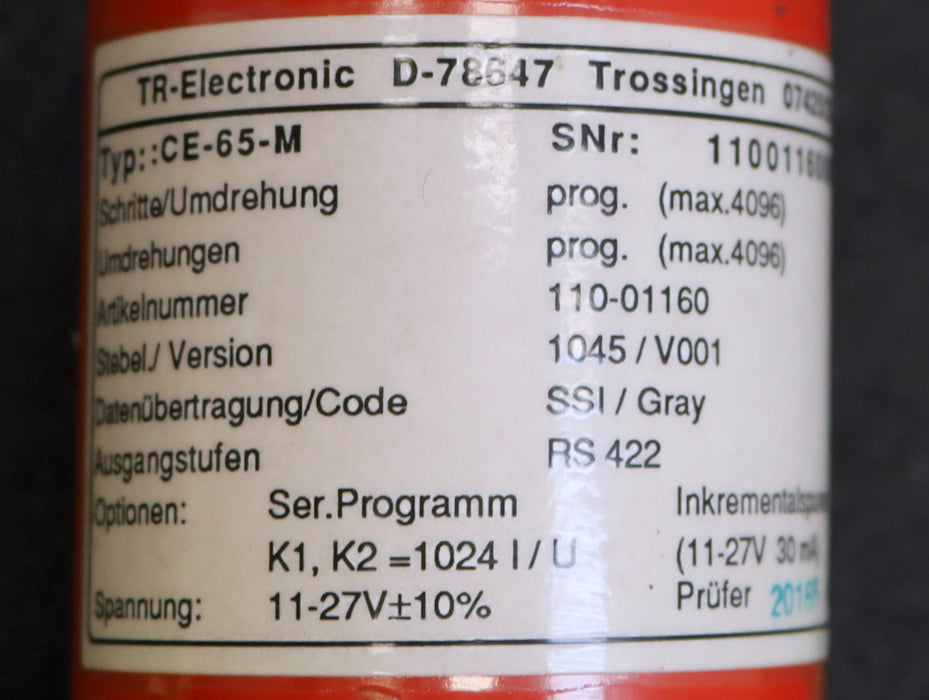 TR-Electronic D-78647 Trossingen
Typ::CE-65-M SNr:
Schritte/Umdrehung prog. (max.4096)
Umdrehungen prog. (max.4096)
Artikelnummer 110-01160
Stebel./ Version 1045 / V001
Datenübertragung/Code SSI / Gray
Ausgangstufen RS 422
Optionen: Ser.Programm
K1, K2 =1024 I / U (11-27V 30 mA)
Spannung: 11-27V±10% Prüfer